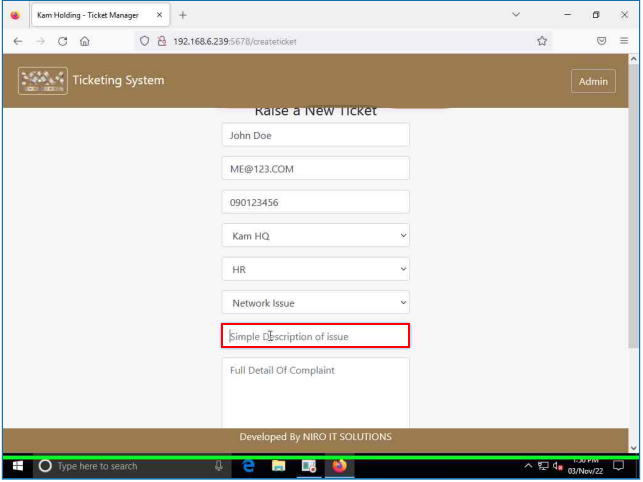 Kam Holding - Ticket Manager
192.168.6.239:5678/createticket
Ticketing System
Admin
Raise a New Ticket
John Doe
ME@123.COM
090123456
Kam HQ
HR
Network Issue
Simple Description of issue
Full Detail Of Complaint
Developed By NIRO IT SOLUTIONS
Type here to search
1:50 PM
03/Nov/22